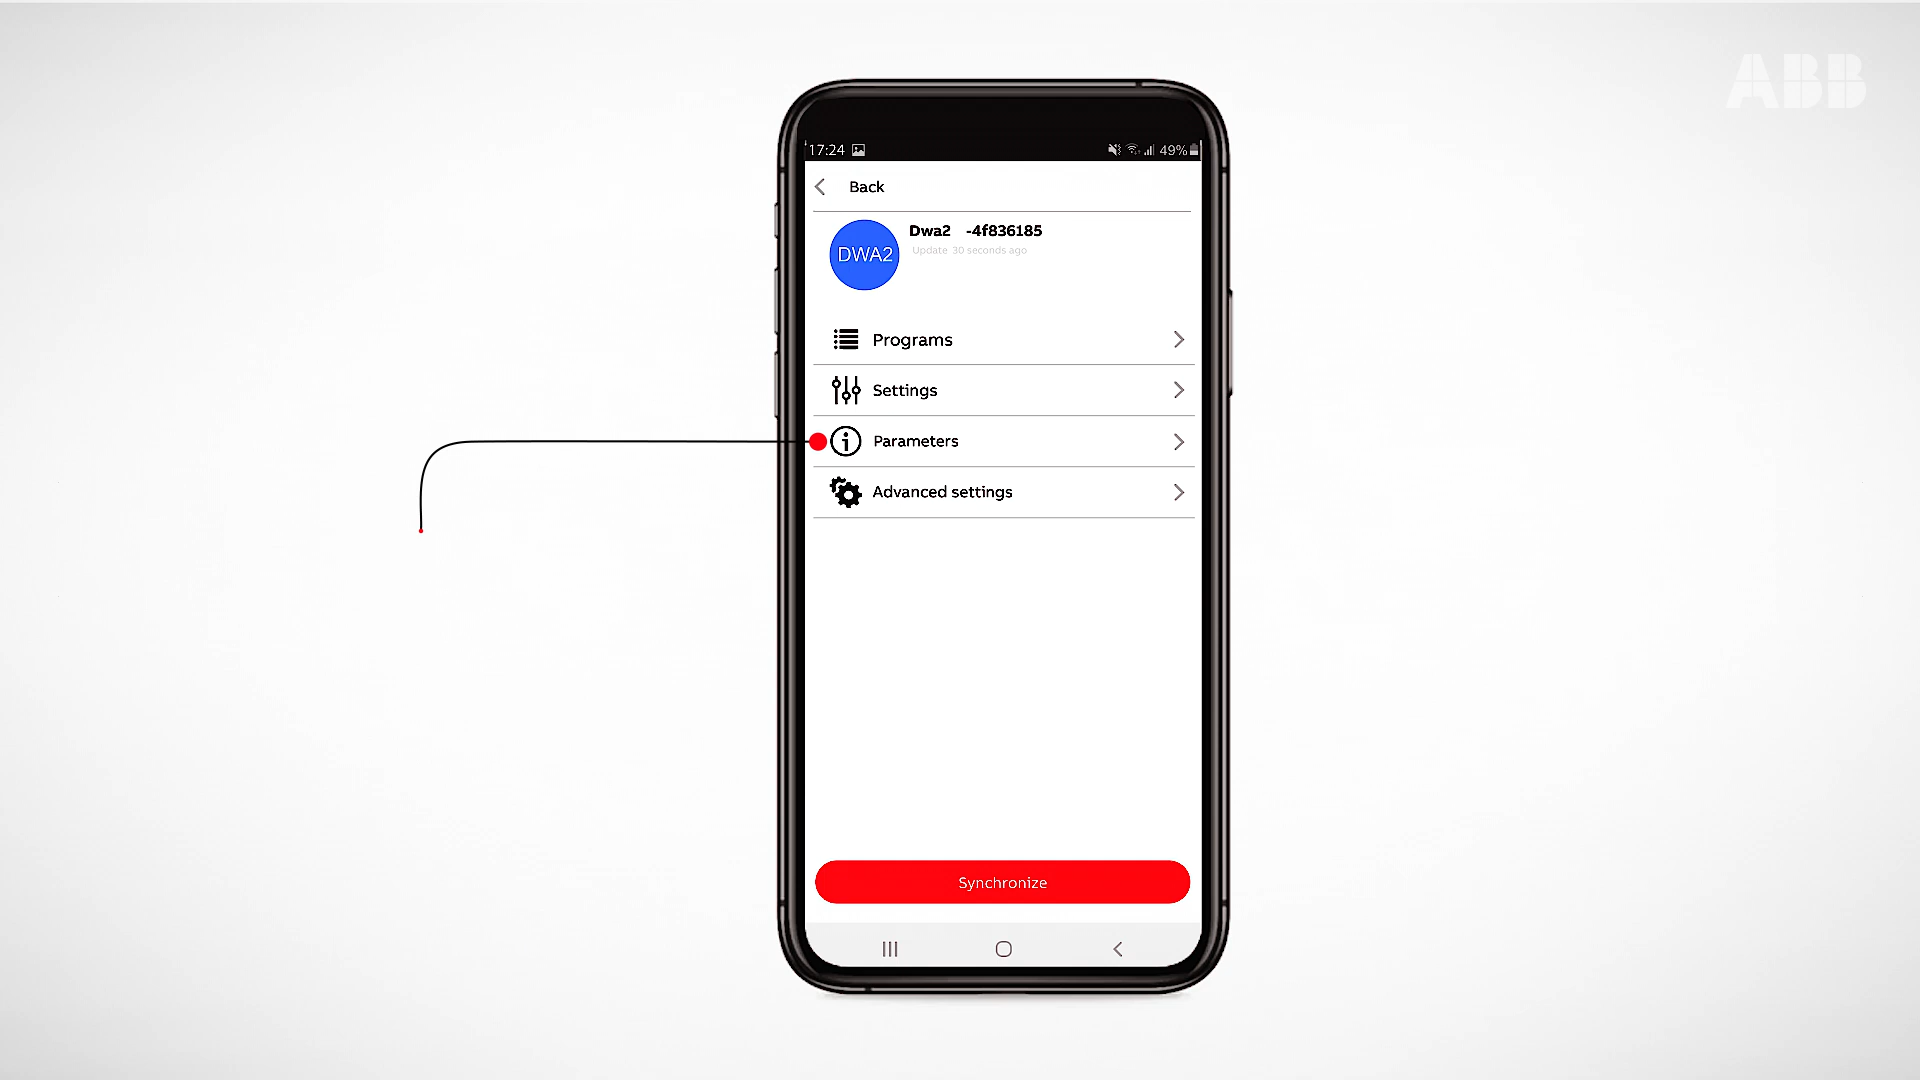 ABB
17:24 49%
Back
Dwa2 -4f836185
Update 30 seconds ago
DWA2
Programs
Settings
Parameters
Advanced settings
Synchronize